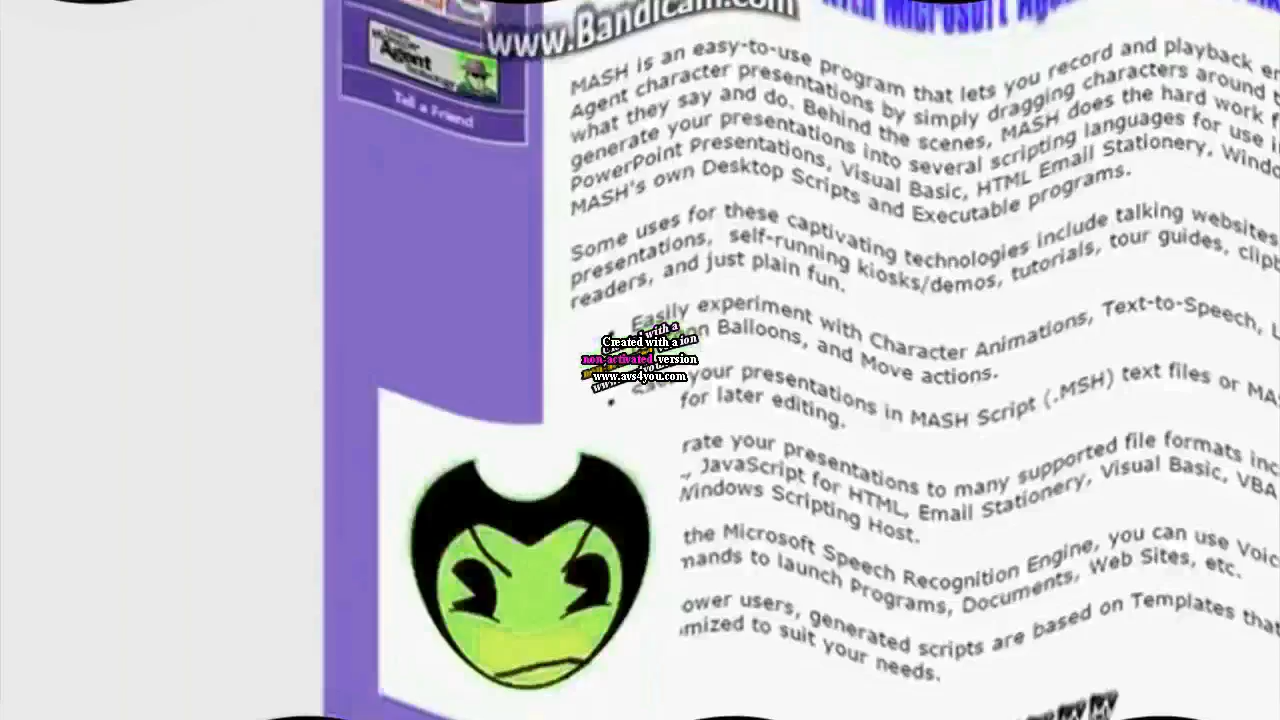 www.Bandicam.com
with Microsoft
Agent
Tell a Friend
MASH is an easy-to-use program that lets you record and playback
Agent character presentations by simply dragging characters around
what they say and do. Behind the scenes, MASH does the hard work
generate your presentations into several scripting languages for use
PowerPoint Presentations, Visual Basic, HTML Email Stationery,
MASH's own Desktop Scripts and Executable programs.
Some uses for these captivating technologies include talking websites
presentations, self-running kiosks/demos, tutorials, tour guides,
readers, and just plain fun.
Easily experiment with Character Animations, Text-to-Speech,
Balloons, and Move actions.
Created with a
non-activated version
www.avs4you.com
your presentations in MASH Script (.MSH) text files or
for later editing.
rate your presentations to many supported file formats
JavaScript for HTML, Email Stationery, Visual Basic, VBA
Windows Scripting Host.
the Microsoft Speech Recognition Engine, you can use
mands to launch Programs, Documents, Web Sites, etc.
ower users, generated scripts are based on Templates that
mized to suit your needs.